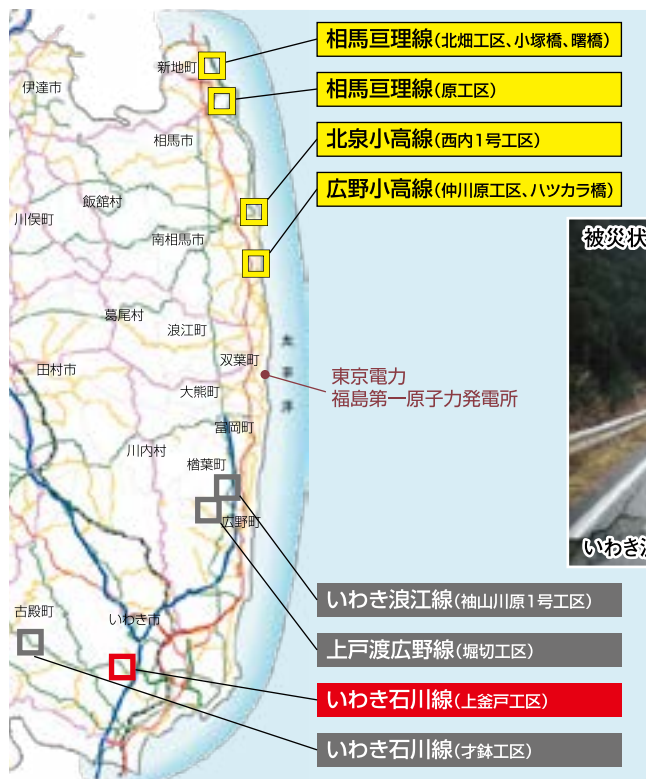 相馬亘理線(北畑工区、小塚橋、曙橋)
相馬亘理線(原工区)
北泉小高線(西内1号工区)
広野小高線(仲川原工区、ハツカラ橋)
新地町
伊達市
相馬市
飯舘村
川俣町
南相馬市
葛尾村
浪江町
双葉町
田村市
大熊町
富岡町
川内村
楢葉町
広野町
古殿町
いわき市
太平洋
東京電力
福島第一原子力発電所
被災状
いわき浪
いわき浪江線(袖山川原1号工区)
上戸渡広野線(堀切工区)
いわき石川線(上釜戸工区)
いわき石川線(才鉢工区)